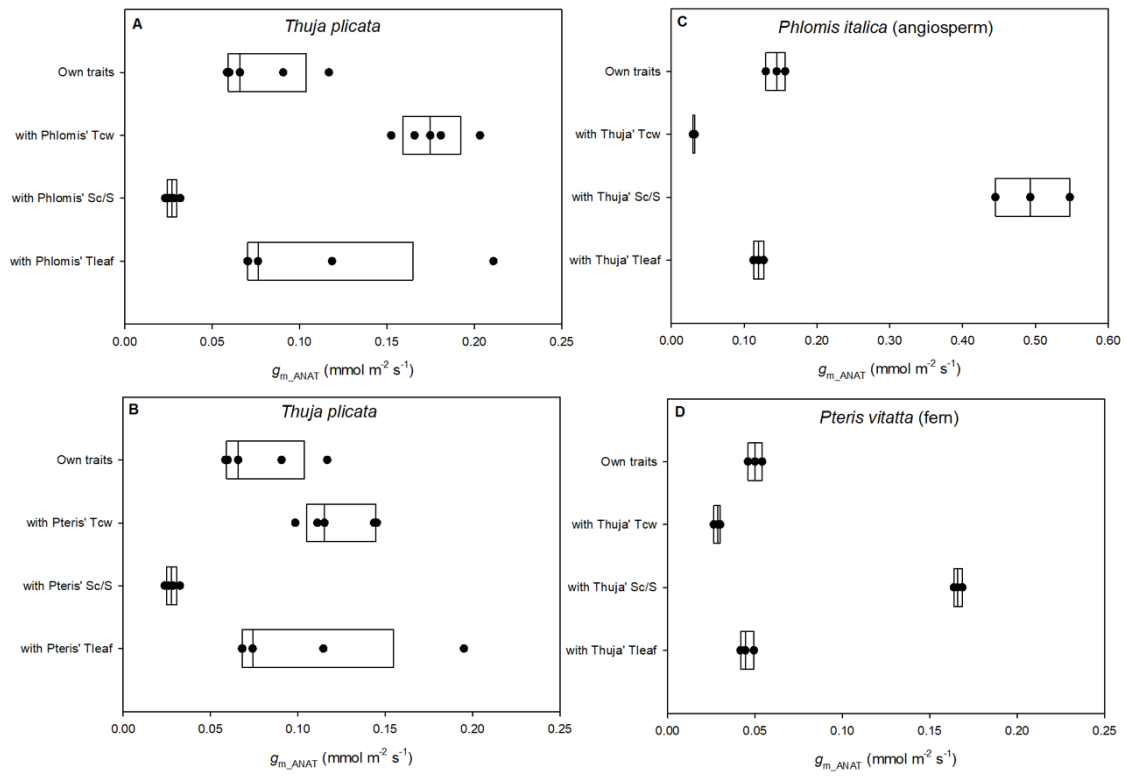 A
Thuja plicata
Own traits
with Phlomis' Tcw
with Phlomis' Sc/S
with Phlomis' Tleaf
0.00 0.05 0.10 0.15 0.20 0.25
gm_ANAT (mmol m-2 s-1)
C
Phlomis italica (angiosperm)
Own traits
with Thuja' Tcw
with Thuja' Sc/S
with Thuja' Tleaf
0.00 0.10 0.20 0.30 0.40 0.50 0.60
gm_ANAT (mmol m-2 s-1)
B
Thuja plicata
Own traits
with Pteris' Tcw
with Pteris' Sc/S
with Pteris' Tleaf
0.00 0.05 0.10 0.15 0.20 0.25
gm_ANAT (mmol m-2 s-1)
D
Pteris vitatta (fern)
Own traits
with Thuja' Tcw
with Thuja' Sc/S
with Thuja' Tleaf
0.00 0.05 0.10 0.15 0.20 0.25
gm_ANAT (mmol m-2 s-1)